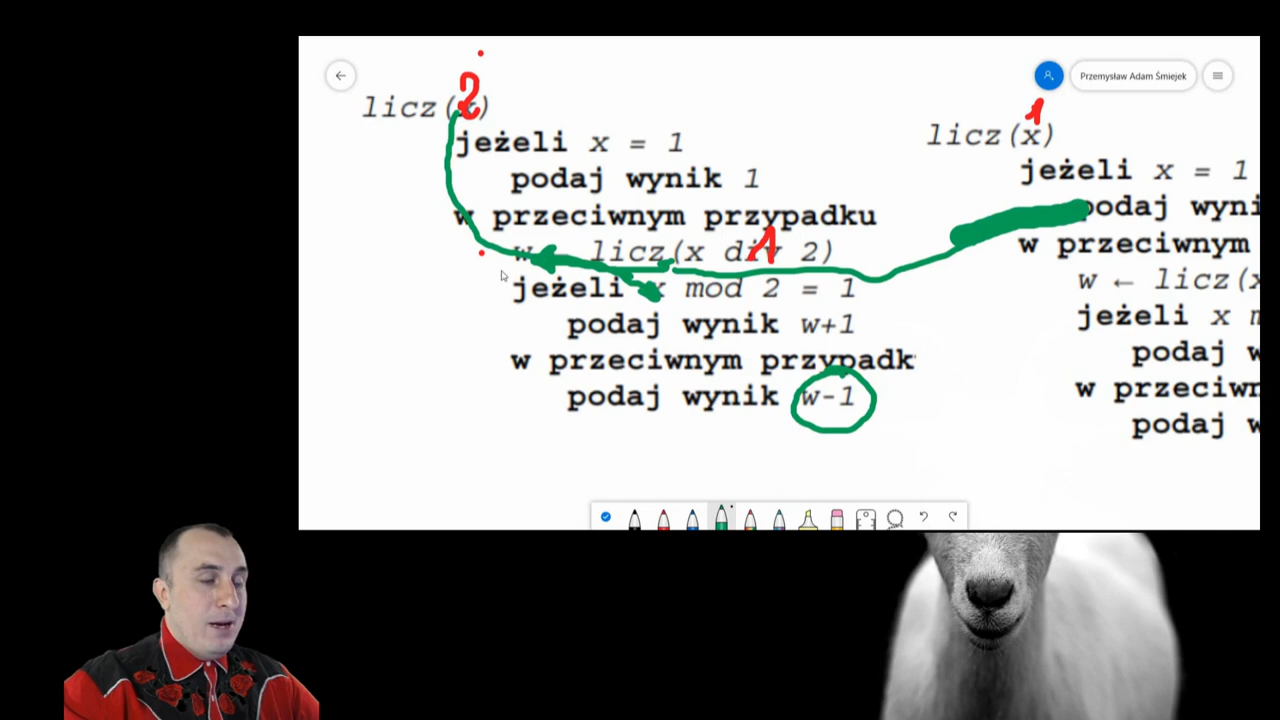 Przemysław Adam Śmiejek
2
licz(x)
jeżeli x = 1
podaj wynik 1
w przeciwnym przypadku
1
w licz(x div 2)
jeżeli x mod 2 = 1
podaj wynik w+1
w przeciwnym przypadk
podaj wynik w-1
1
licz(x)
jeżeli x = 1
podaj wyni
w przeciwnym
w ← licz(x
jeżeli x m
podaj w
w przeciwn
podaj w